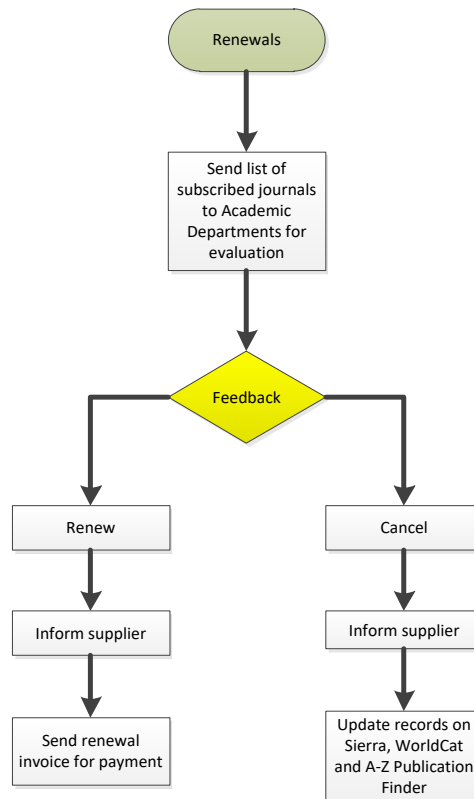 Renewals
Send list of
subscribed journals
to Academic
Departments for
evaluation
Feedback
Renew
Cancel
Inform supplier
Inform supplier
Send renewal
invoice for payment
Update records on
Sierra, WorldCat
and A-Z Publication
Finder